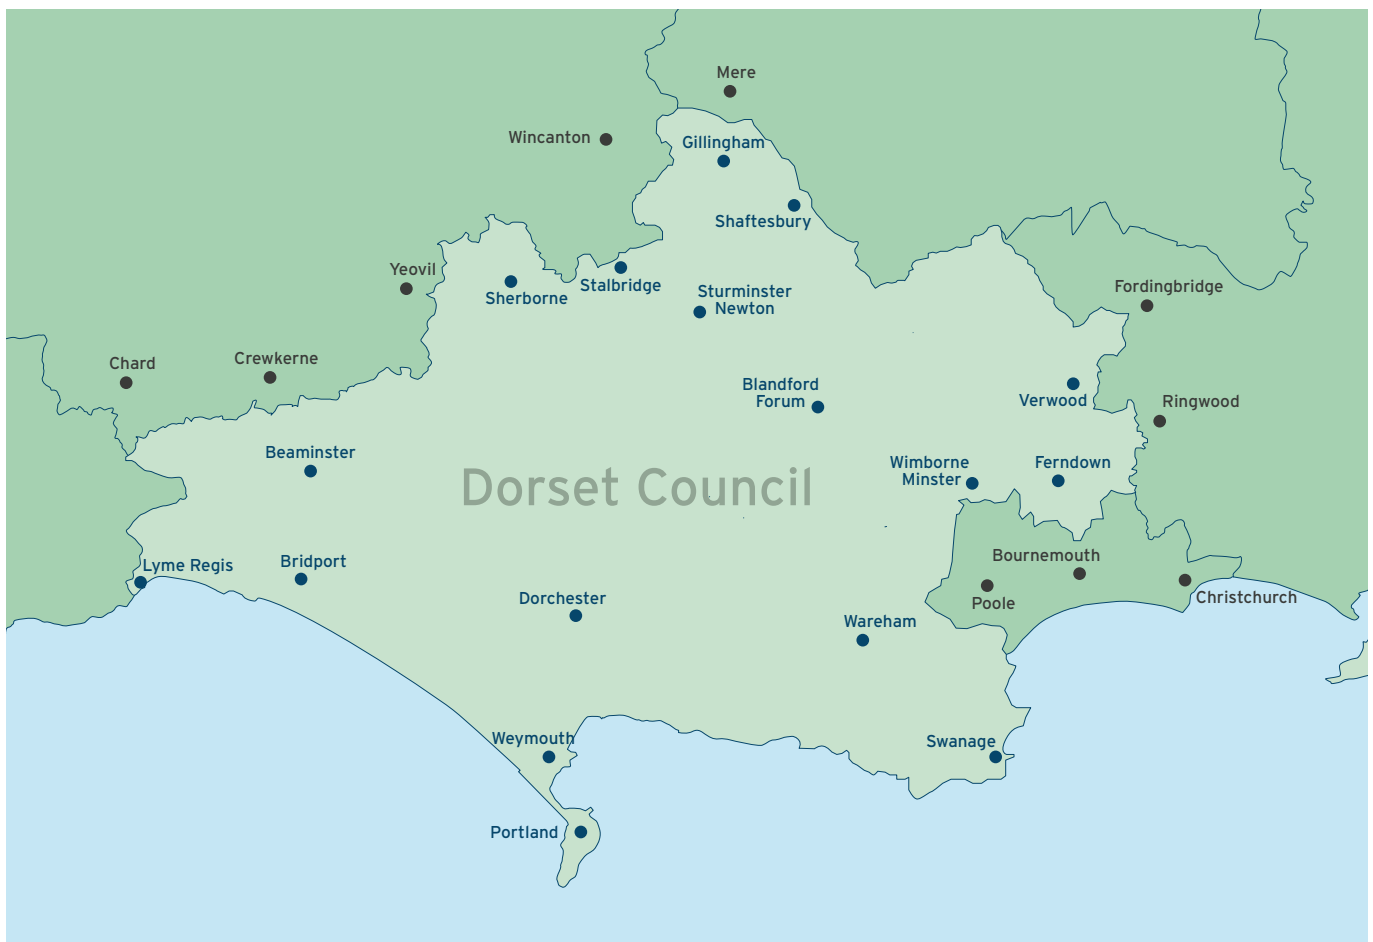 Mere
Wincanton
Gillingham
Shaftesbury
Yeovil
Sherborne
Stalbridge
Sturminster
Newton
Fordingbridge
Chard
Crewkerne
Blandford
Forum
Verwood
Ringwood
Beaminster
Dorset Council
Wimborne
Minster
Ferndown
Lyme Regis
Bridport
Bournemouth
Poole
Christchurch
Dorchester
Wareham
Weymouth
Swanage
Portland